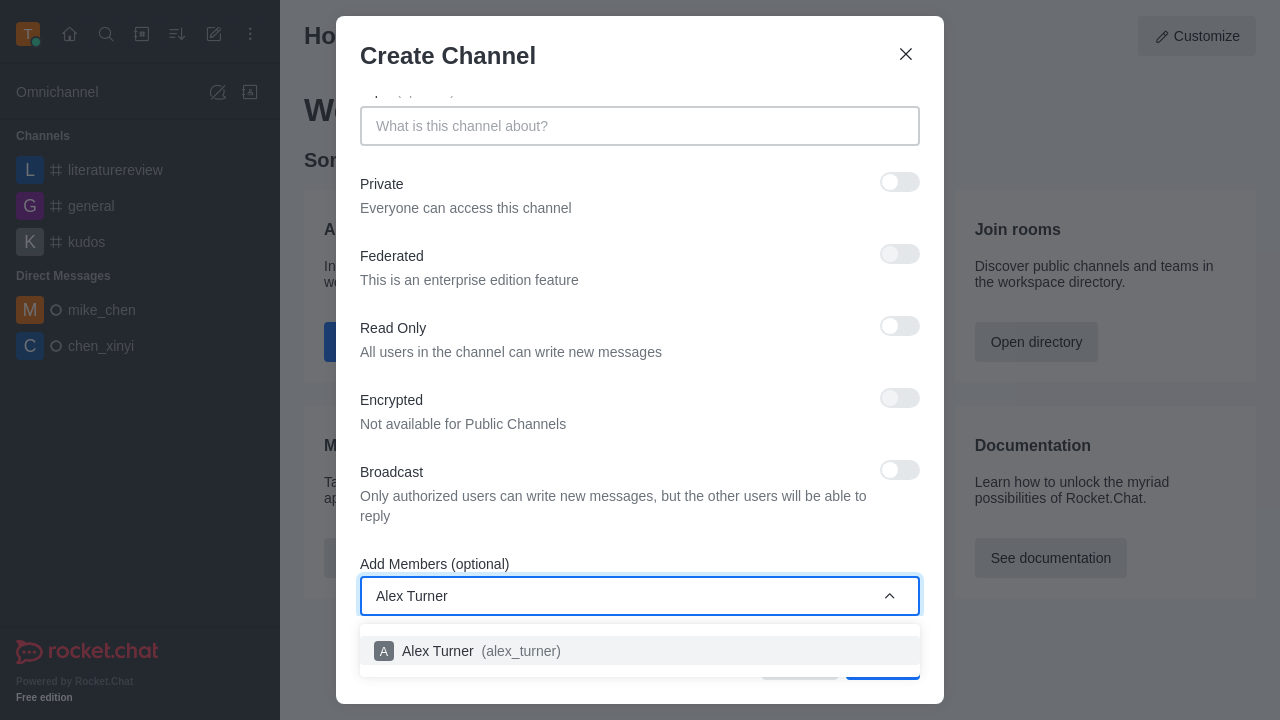 T
Omnichannel
Channels
L literaturereview
G general
K kudos
Direct Messages
M mike_chen
C chen_xinyi
rocket.chat
Powered by Rocket.Chat
Free edition
Ho
Customize
Join rooms
Discover public channels and teams in
the workspace directory.
Open directory
Documentation
Learn how to unlock the myriad
possibilities of Rocket.Chat.
See documentation
Create Channel
What is this channel about?
Private
Everyone can access this channel
Federated
This is an enterprise edition feature
Read Only
All users in the channel can write new messages
Encrypted
Not available for Public Channels
Broadcast
Only authorized users can write new messages, but the other users will be able to
reply
Add Members (optional)
Alex Turner
A Alex Turner (alex_turner)